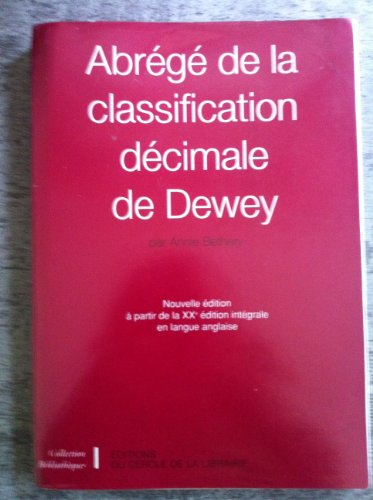 Abrégé de la
classification
décimale
de Dewey
par Annie Béthery
Nouvelle édition
à partir de la XXᵉ édition intégrale
en langue anglaise
Collection
Bibliothèques
ÉDITIONS
DU CERCLE DE LA LIBRAIRIE